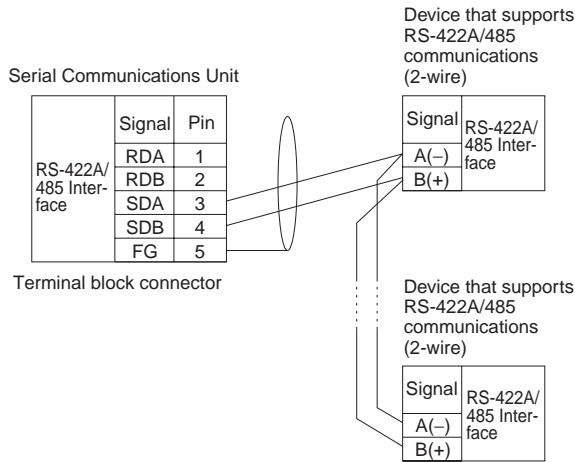 Device that supports
RS-422A/485
communications
(2-wire)
Serial Communications Unit
Signal Pin
RS-422A/
485 Inter-
face
RDA 1
RDB 2
SDA 3
SDB 4
FG 5
Terminal block connector
Signal
A(−)
B(+)
RS-422A/
485 Inter-
face
Device that supports
RS-422A/485
communications
(2-wire)
Signal
A(−)
B(+)
RS-422A/
485 Inter-
face